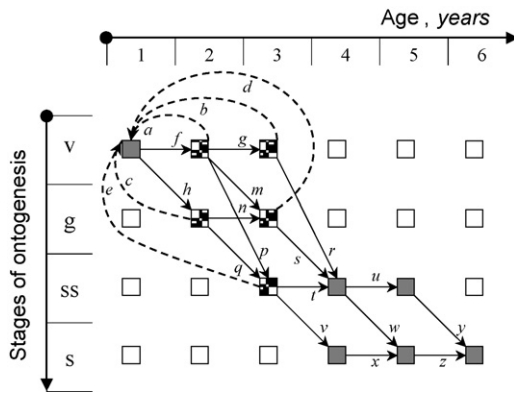 Age , years
1 2 3 4 5 6
d
b
a
v f g
e c h m
g n
p r
q s
ss t u
v w y
s x z
Stages of ontogenesis